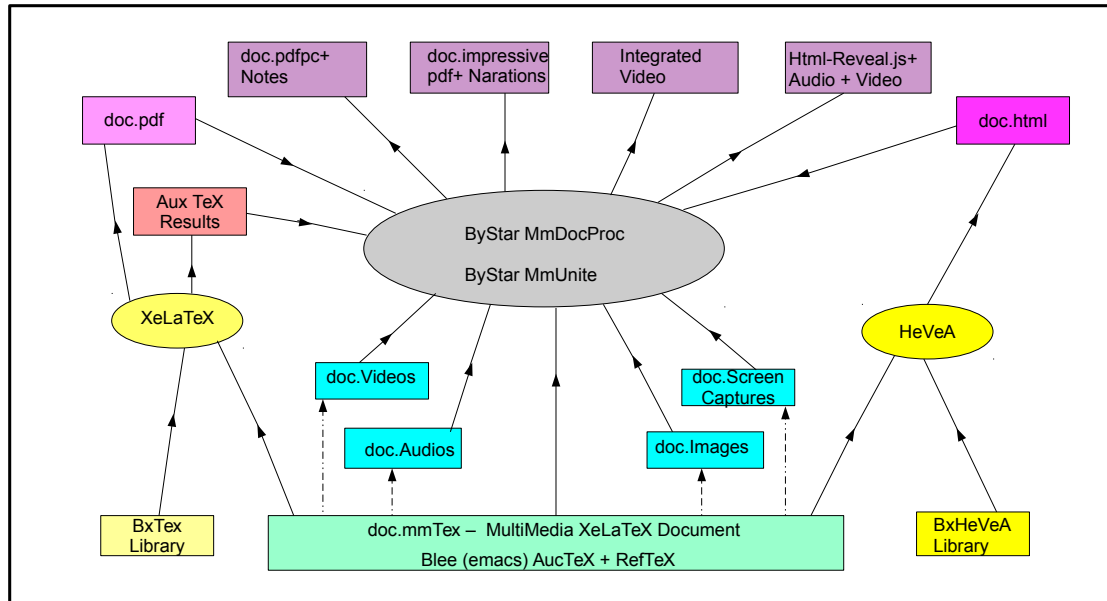 doc.pdfpc+
Notes
doc.impressive
pdf+ Narations
Integrated
Video
Html-Reveal.js+
Audio + Video
doc.pdf
doc.html
Aux TeX
Results
ByStar MmDocProc
ByStar MmUnite
XeLaTeX
HeVeA
doc.Videos
doc.Screen
Captures
doc.Audios
doc.Images
BxTex
Library
doc.mmTex – MultiMedia XeLaTeX Document
Blee (emacs) AucTeX + RefTeX
BxHeVeA
Library